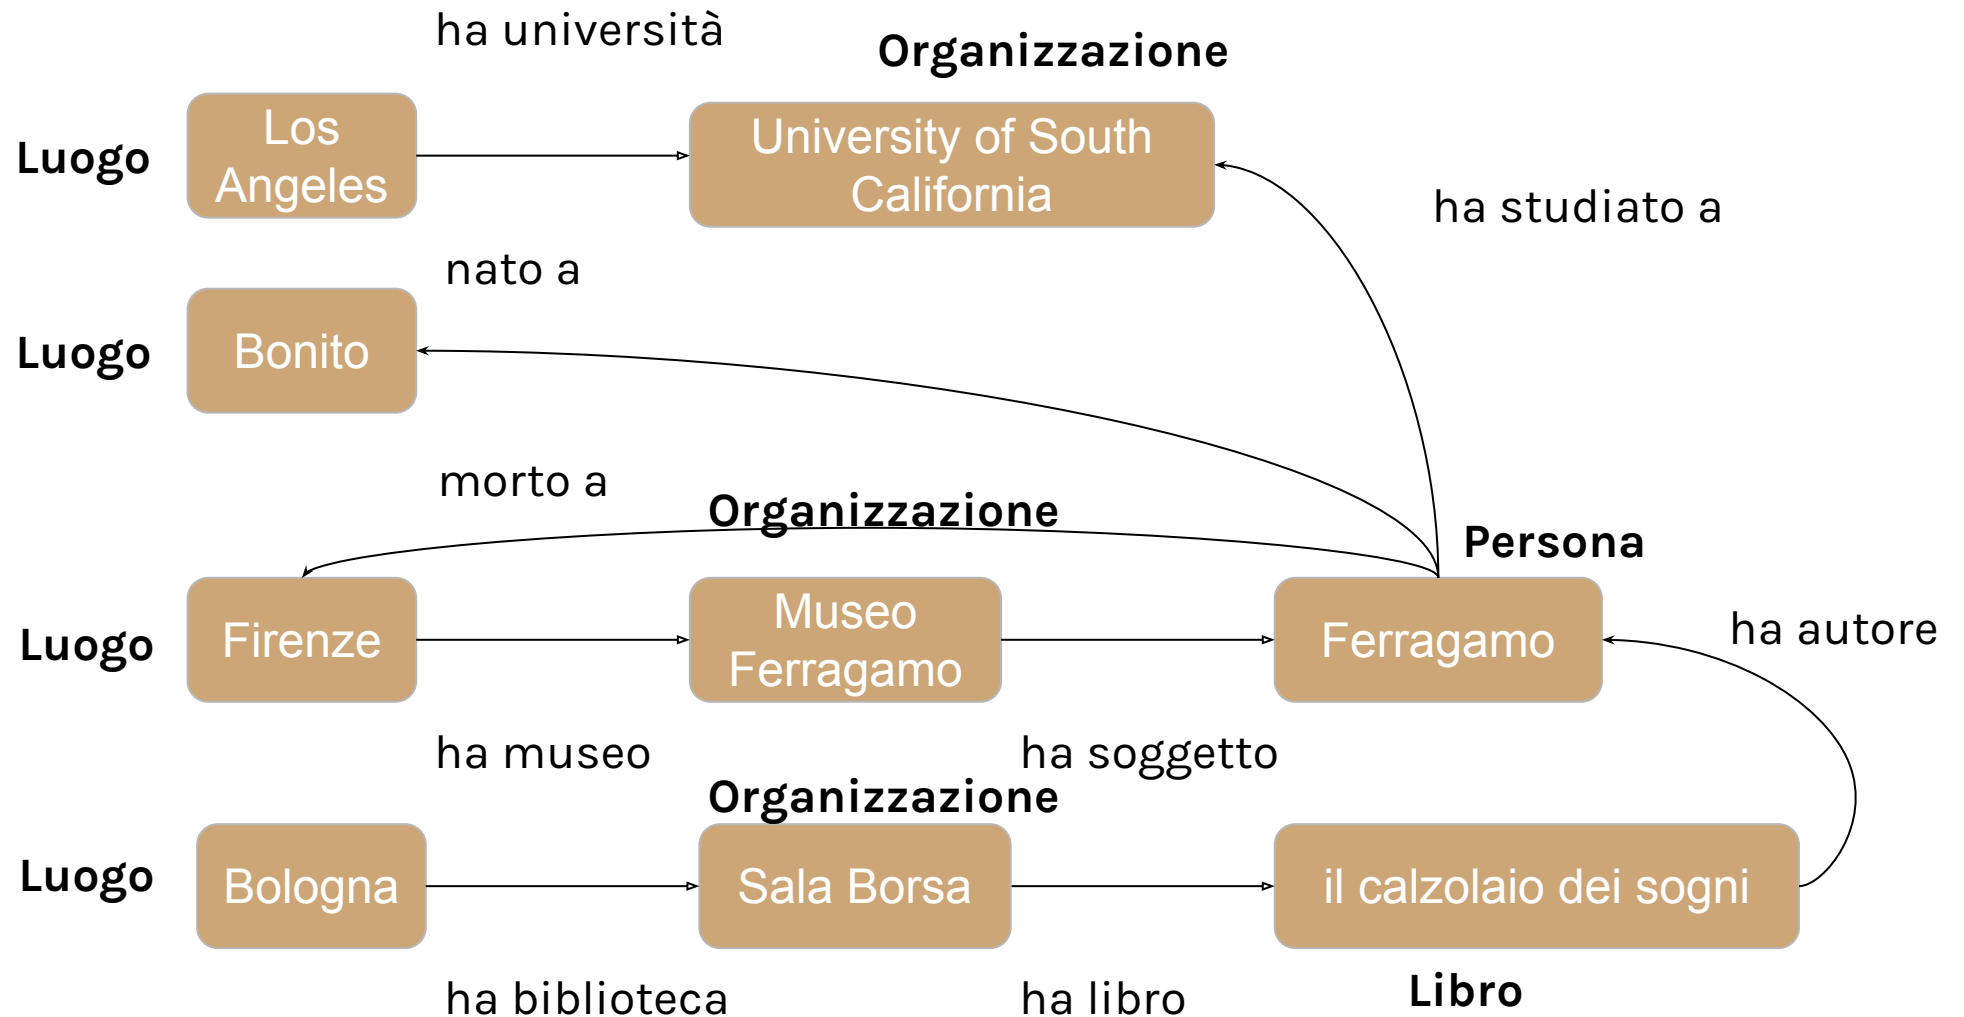 ha università
Organizzazione
Luogo
Los
Angeles
University of South
California
ha studiato a
nato a
Luogo
Bonito
morto a
Organizzazione
Persona
Luogo
Firenze
Museo
Ferragamo
Ferragamo
ha autore
ha museo
ha soggetto
Organizzazione
Luogo
Bologna
Sala Borsa
il calzolaio dei sogni
ha biblioteca
ha libro
Libro